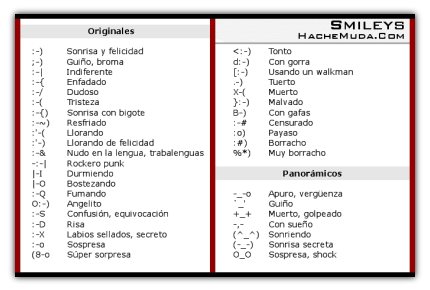 Originales
:-) Sonrisa y felicidad
;-) Guiño, broma
:-| Indiferente
:-{ Enfadado
:-/ Dudoso
:-( Tristeza
:-{) Sonrisa con bigote
:-~) Resfriado
:'-( Llorando
:'-) Llorando de felicidad
:-& Nudo en la lengua, trabalenguas
-:-| Rockero punk
|-I Durmiendo
|-O Bostezando
:-Q Fumando
O:-) Angelito
:-S Confusión, equivocación
:-D Risa
:-X Labios sellados, secreto
:-o Sospresa
(8-o Súper sorpresa
Smileys
HacheMuda.Com
<:-) Tonto
d:-) Con gorra
[:-) Usando un walkman
.-) Tuerto
X-( Muerto
}:-) Malvado
B-) Con gafas
:-# Censurado
:o) Payaso
:#) Borracho
%*) Muy borracho
Panorámicos
-_-o Apuro, vergüenza
'_' Guiño
+_+ Muerto, golpeado
-,- Con sueño
(^_^) Sonriendo
(-_-) Sonrisa secreta
O_O Sospresa, shock